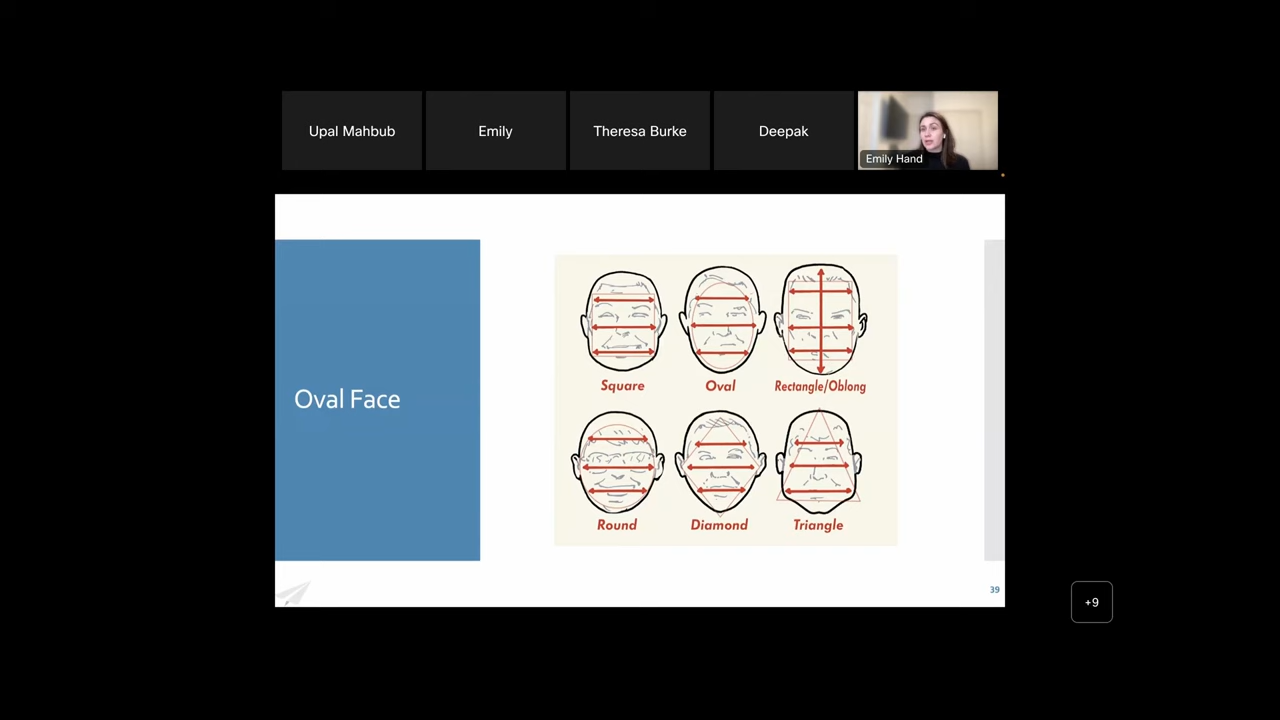 Upal Mahbub
Emily
Theresa Burke
Deepak
Emily Hand
Oval Face
Square
Oval
Rectangle/Oblong
Round
Diamond
Triangle
39
+9